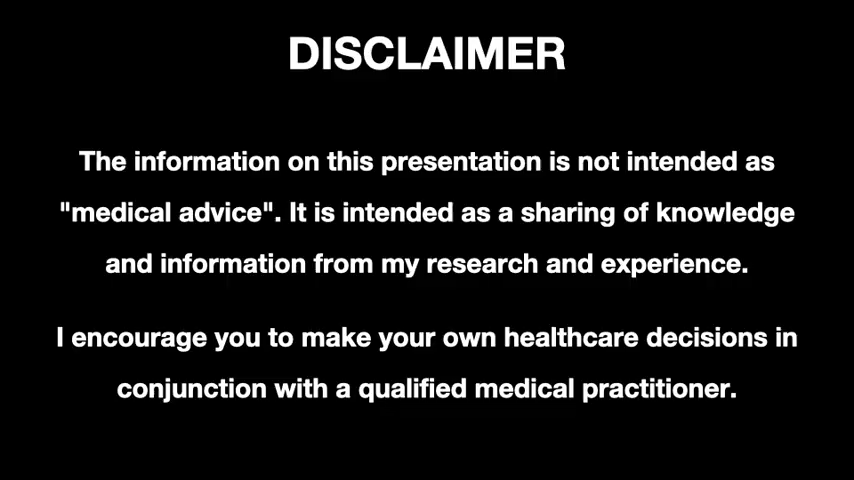 DISCLAIMER
The information on this presentation is not intended as
"medical advice". It is intended as a sharing of knowledge
and information from my research and experience.
I encourage you to make your own healthcare decisions in
conjunction with a qualified medical practitioner.